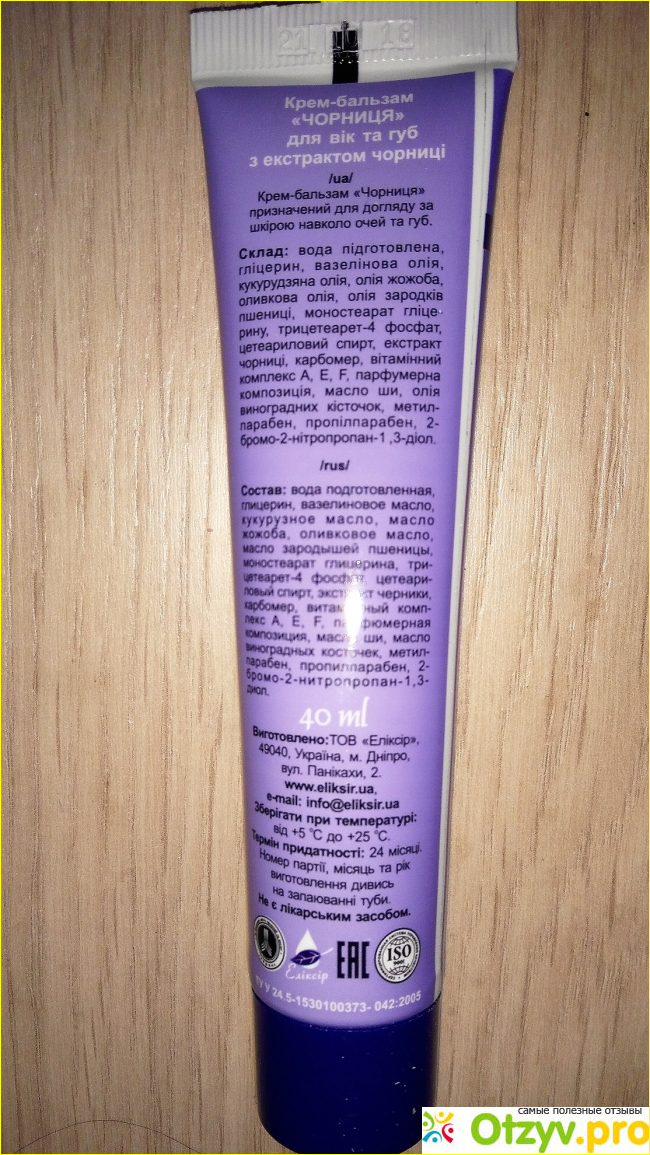 Крем-бальзам
«ЧОРНИЦЯ»
для вік та губ
з екстрактом чорниці
/ua/
Крем-бальзам «Чорниця»
призначений для догляду за
шкірою навколо очей та губ.
Склад: вода підготовлена,
гліцерин, вазелінова олія,
кукурудзяна олія, олія жожоба,
оливкова олія, олія зародків
пшениці, моностеарат гліце-
рину, трицетеарет-4 фосфат,
цетеариловий спирт, екстракт
чорниці, карбомер, вітамінний
комплекс А, Е, F, парфумерна
композиція, масло ши, олія
виноградних кісточок, метил-
парабен, пропілпарабен, 2-
бромо-2-нітропропан-1,3-діол.
/rus/
Состав: вода подготовленная,
глицерин, вазелиновое масло,
кукурузное масло, масло
жожоба, оливковое масло,
масло зародышей пшеницы,
моностеарат глицерина, три-
цетеарет-4 фосфат, цетеари-
ловый спирт, экстракт черники,
карбомер, витаминный комп-
лекс А, Е, F, парфюмерная
композиция, масло ши, масло
виноградных косточек, метил-
парабен, пропилпарабен, 2-
бромо-2-нитропропан-1,3-
диол.
40 ml
Виготовлено:ТОВ «Еліксір»,
49040, Україна, м. Дніпро,
вул. Панікахи, 2.
www.eliksir.ua,
e-mail: info@eliksir.ua
Зберігати при температурі:
від +5 °С до +25 °С.
Термін придатності: 24 місяці.
Номер партії, місяць та рік
виготовлення дивись
на запаюванні туби.
Не є лікарським засобом.
Еліксір
EAC
ISO
9001
ТУ У 24.5-1530100373- 042:2005
самые полезные отзывы
Otzyv.pro